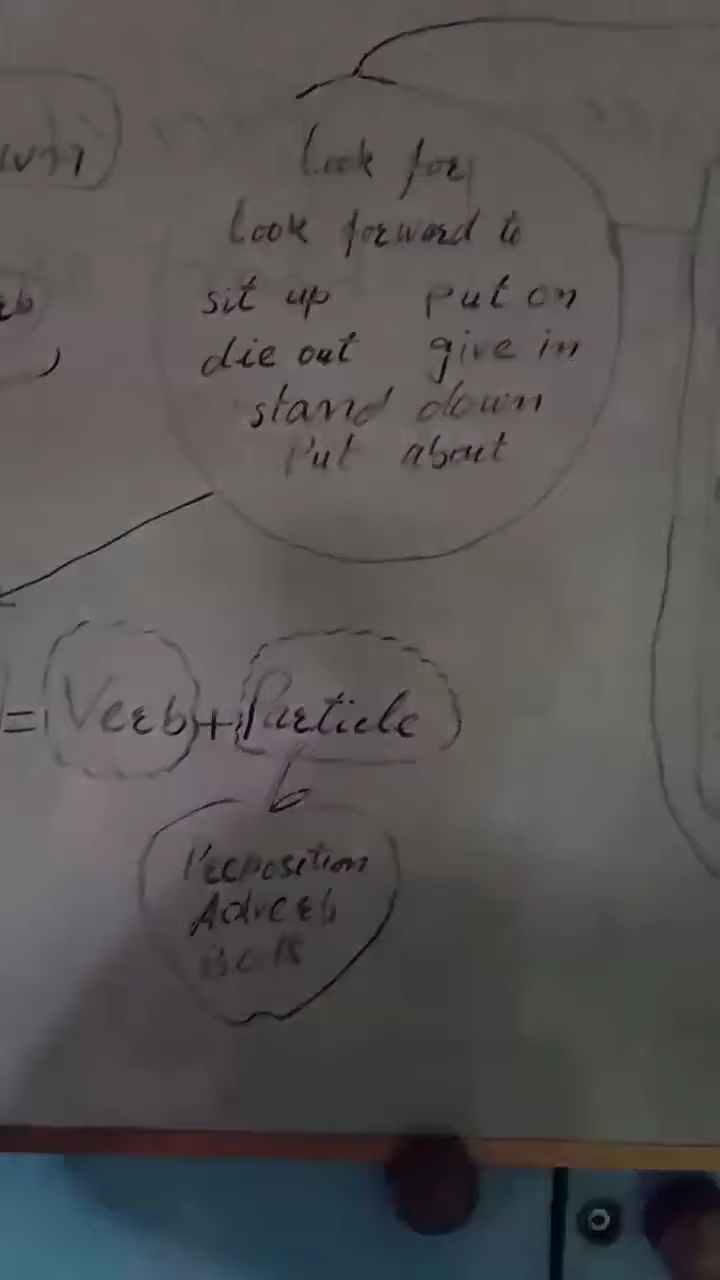 look for
look forward to
sit up put on
die out give in
stand down
Put about
= Verb + Particle
Preposition
Adverb